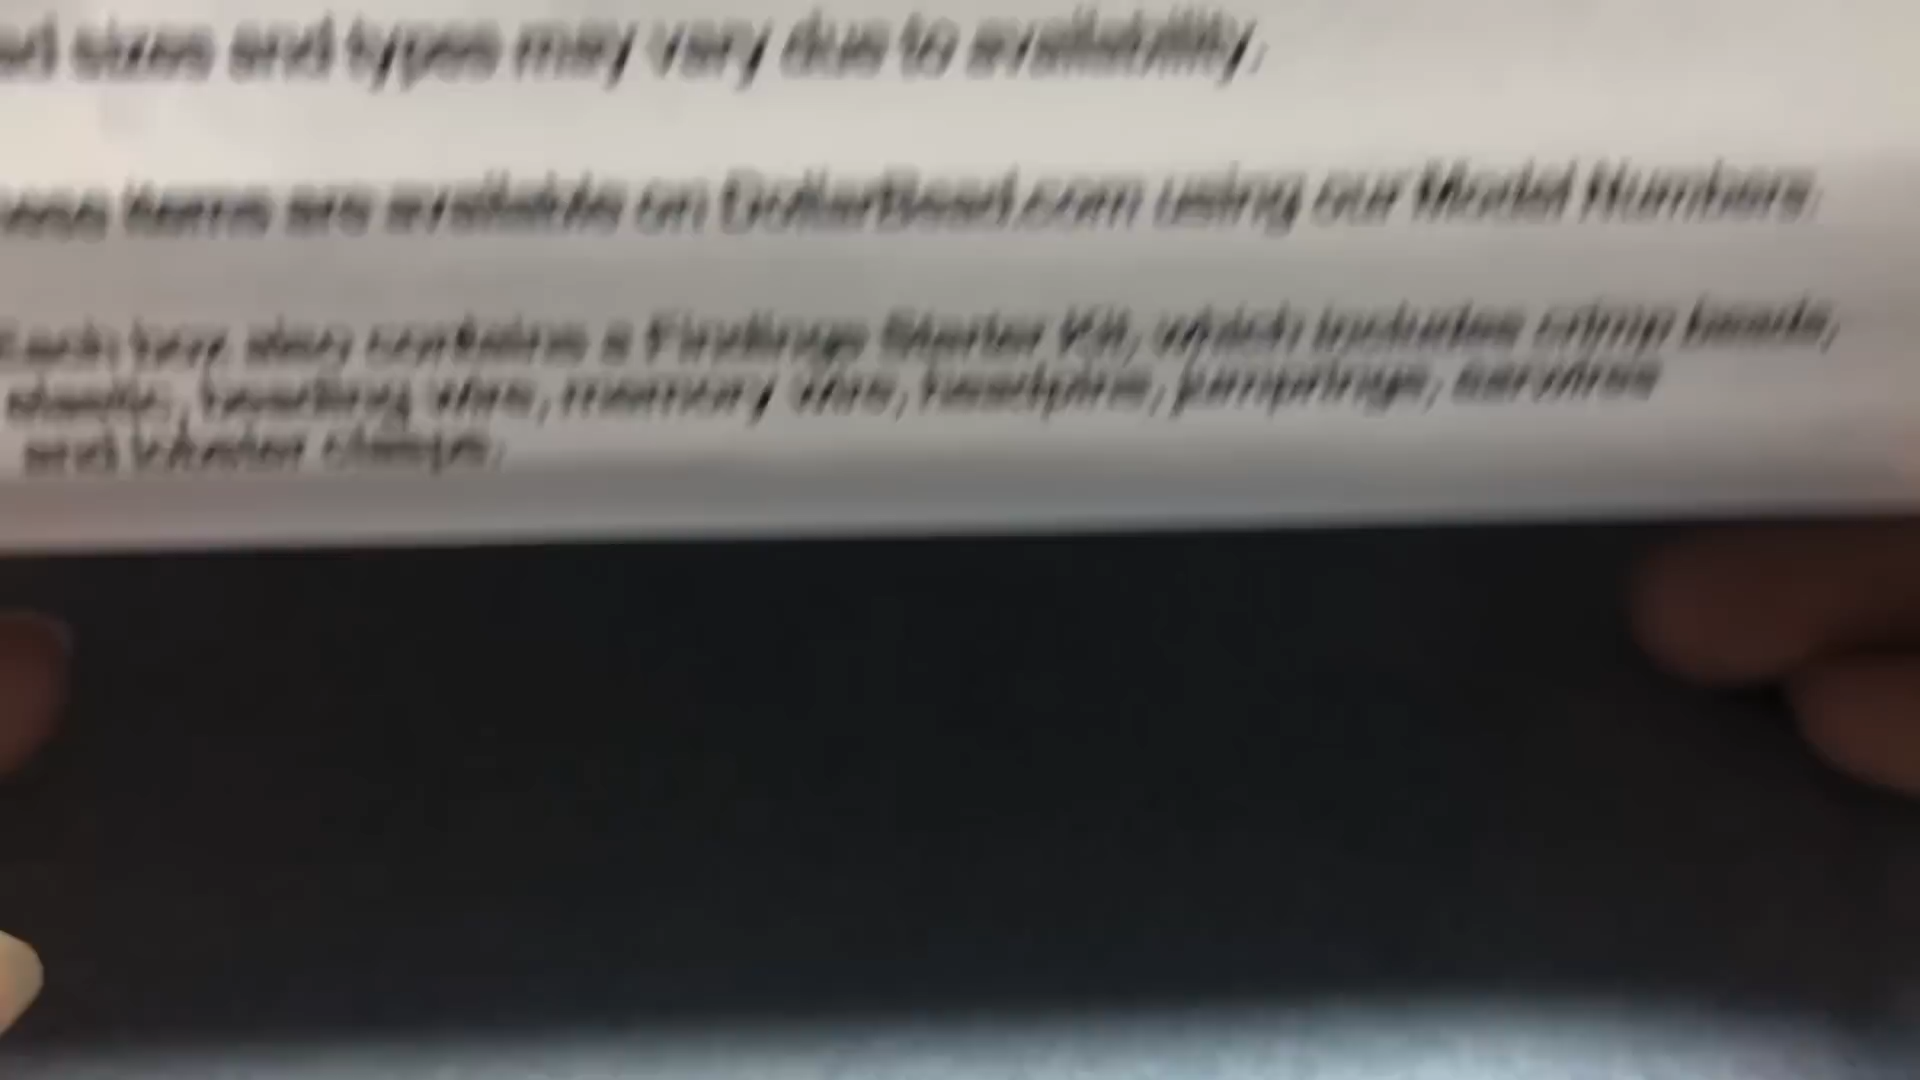 sizes and types may vary due to availability.
items are available on DollarBead.com using our Model Numbers.
Each box also contains a Findings Starter Kit, which includes crimp beads,
elastic, beading wire, memory wire, headpins, jumprings, earwires
and lobster clasps.